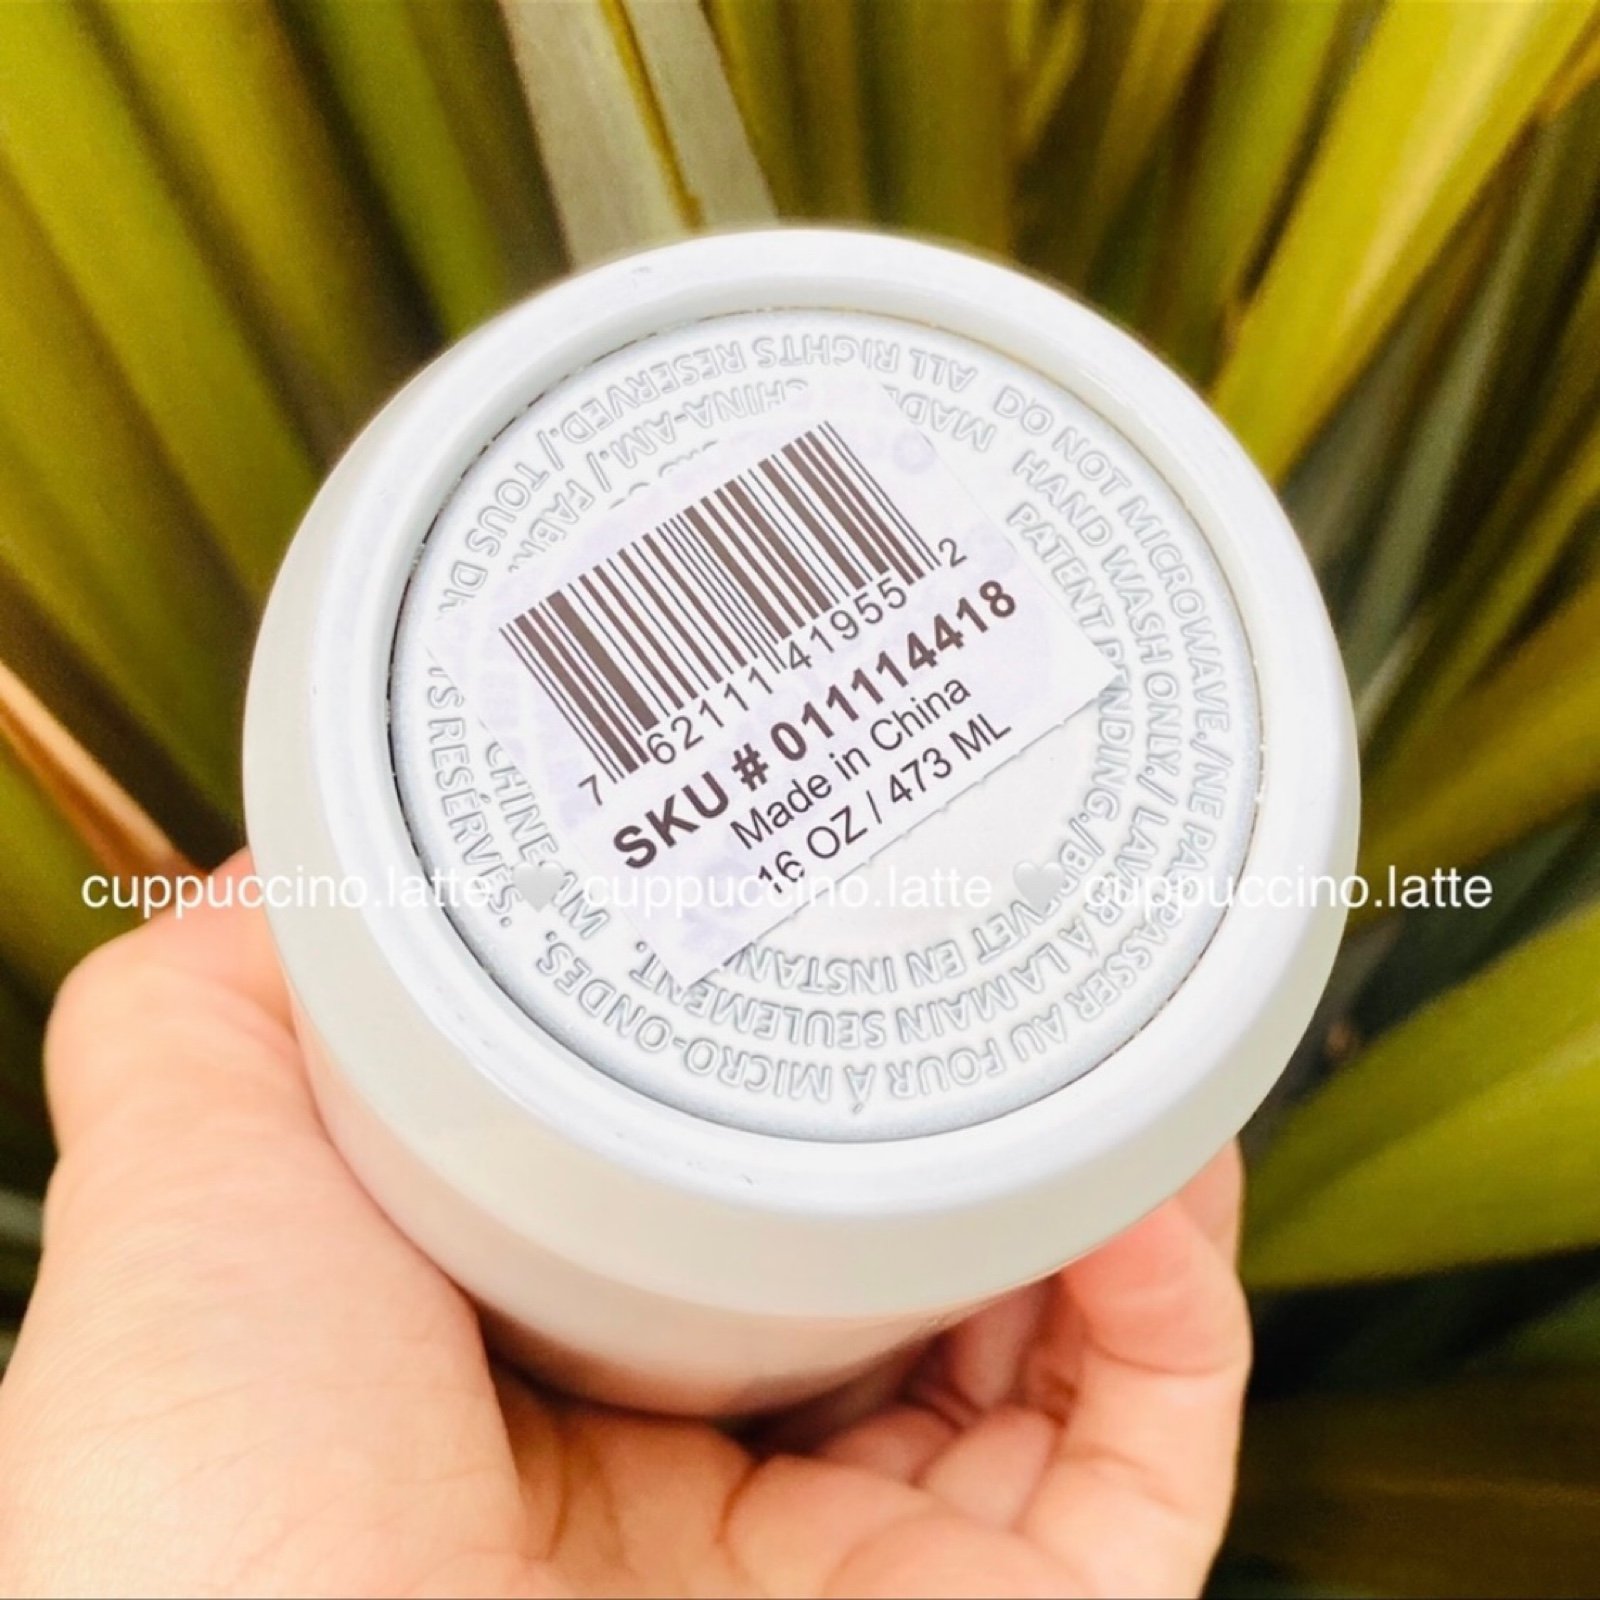 7 62111 41955 2
SKU # 011114418
Made in China
16 OZ / 473 ML
ALL RIGHTS RESERVED. / TOUS
RÉSERVÉS.
MADE
CHINA-AM. /
CHINE
DO NOT MICROWAVE. / NE PAS PASSER AU FOUR À MICRO-ONDES.
HAND WASH ONLY. / LAVER À LA MAIN SEULEMENT.
PATENT PENDING. / BREVET EN
cuppuccino.latte 🤍 cuppuccino.latte 🤍 cuppuccino.latte